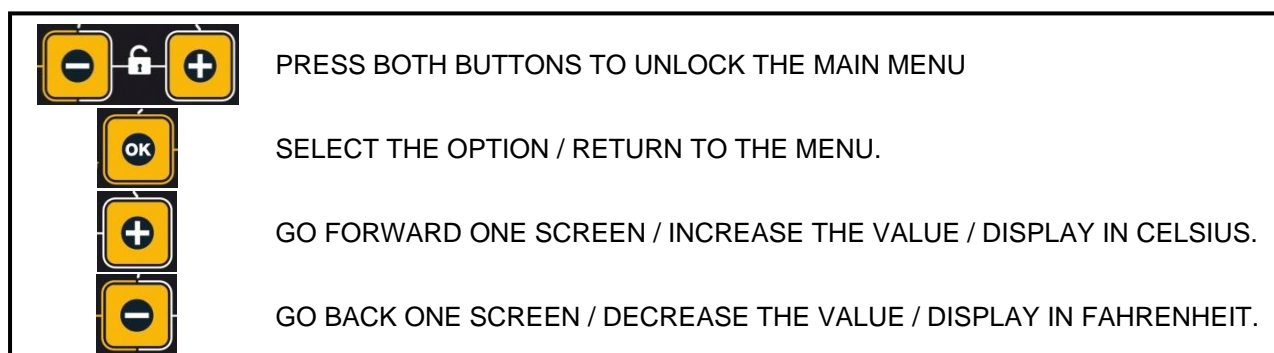 PRESS BOTH BUTTONS TO UNLOCK THE MAIN MENU
OK
SELECT THE OPTION / RETURN TO THE MENU.
GO FORWARD ONE SCREEN / INCREASE THE VALUE / DISPLAY IN CELSIUS.
GO BACK ONE SCREEN / DECREASE THE VALUE / DISPLAY IN FAHRENHEIT.